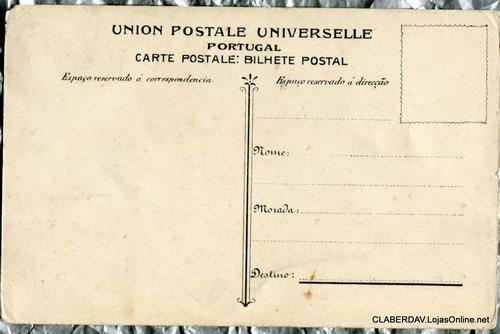 UNION POSTALE UNIVERSELLE
PORTUGAL
CARTE POSTALE: BILHETE POSTAL
Espaço reservado á correspondencia
Espaço reservado á direcção
Nome:
Morada:
Destino:
CLABERDAV.LojasOnline.net